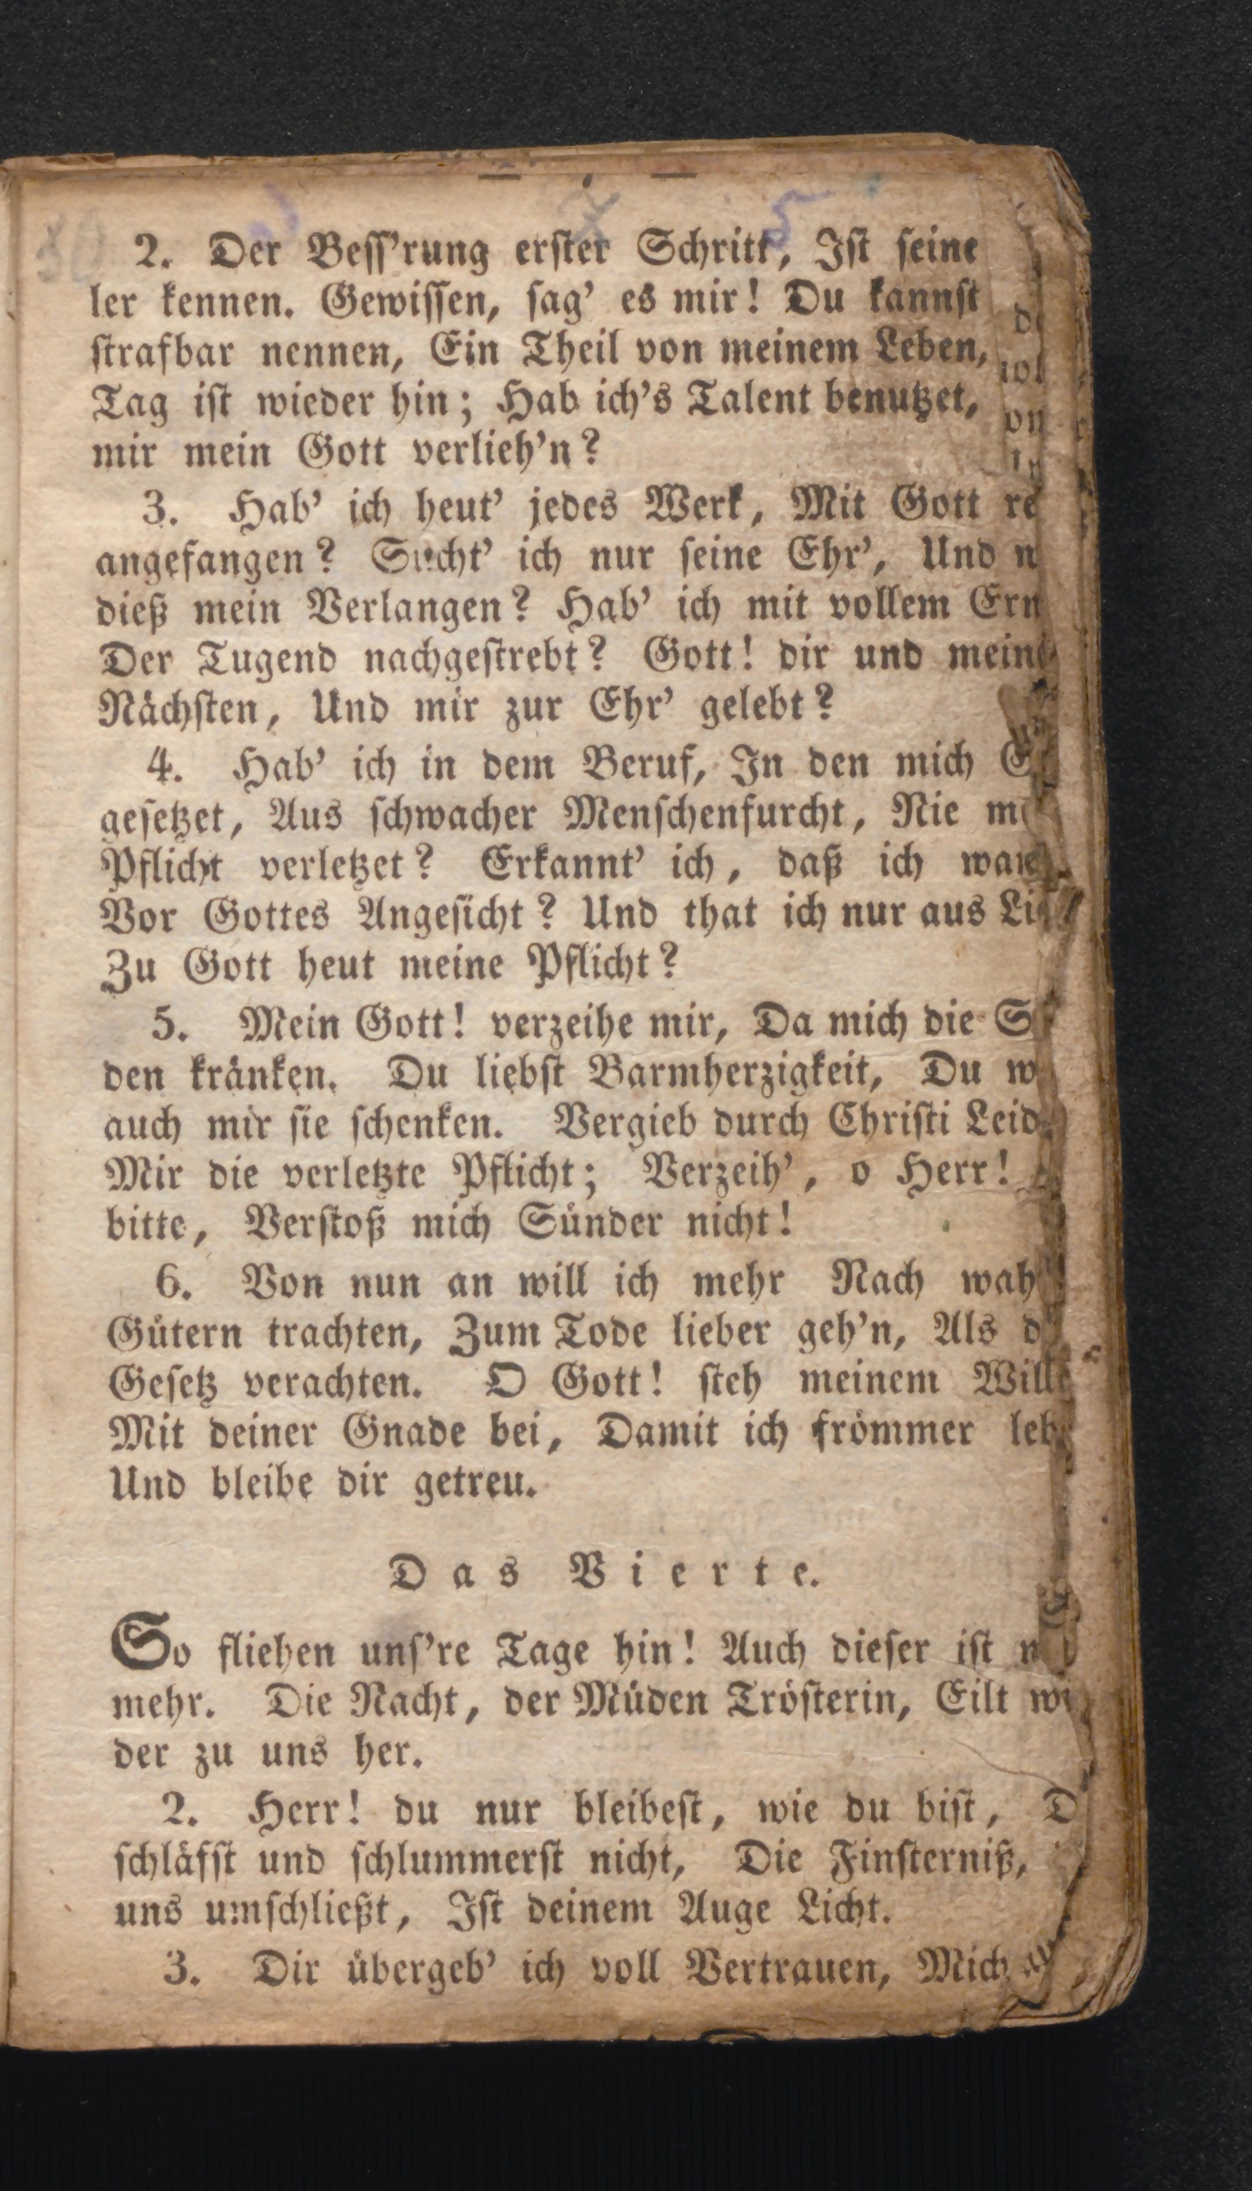 2. Der Bess'rung erster Schritt, Ist seine
ler kennen. Gewissen, sag' es mir! Du kannst
strafbar nennen, Ein Theil von meinem Leben,
Tag ist wieder hin; Hab ich's Talent benutzet,
mir mein Gott verlieh'n?
3. Hab' ich heut' jedes Werk, Mit Gott
angefangen? Sucht' ich nur seine Ehr', Und
dieß mein Verlangen? Hab' ich mit vollem
Der Tugend nachgestrebt? Gott! dir und
Nächsten, Und mir zur Ehr' gelebt?
4. Hab' ich in dem Beruf, In den mich
gesetzet, Aus schwacher Menschenfurcht, Nie
Pflicht verletzet? Erkannt' ich, daß ich
Vor Gottes Angesicht? Und that ich nur aus
Zu Gott heut meine Pflicht?
5. Mein Gott! verzeihe mir, Da mich die
den kränken. Du liebst Barmherzigkeit, Du
auch mir sie schenken. Vergieb durch Christi
Mir die verletzte Pflicht; Verzeih', o Herr!
bitte, Verstoß mich Sünder nicht!
6. Von nun an will ich mehr Nach
Gütern trachten, Zum Tode lieber geh'n, Als
Gesetz verachten. O Gott! steh meinem
Mit deiner Gnade bei, Damit ich frömmer
Und bleibe dir getreu.
Das Vierte.
So fliehen uns're Tage hin! Auch dieser ist
mehr. Die Nacht, der Müden Trösterin, Eilt
der zu uns her.
2. Herr! du nur bleibest, wie du bist,
schläfst und schlummerst nicht, Die Finsterniß,
uns umschließt, Ist deinem Auge Licht.
3. Dir übergeb' ich voll Vertrauen, Mich